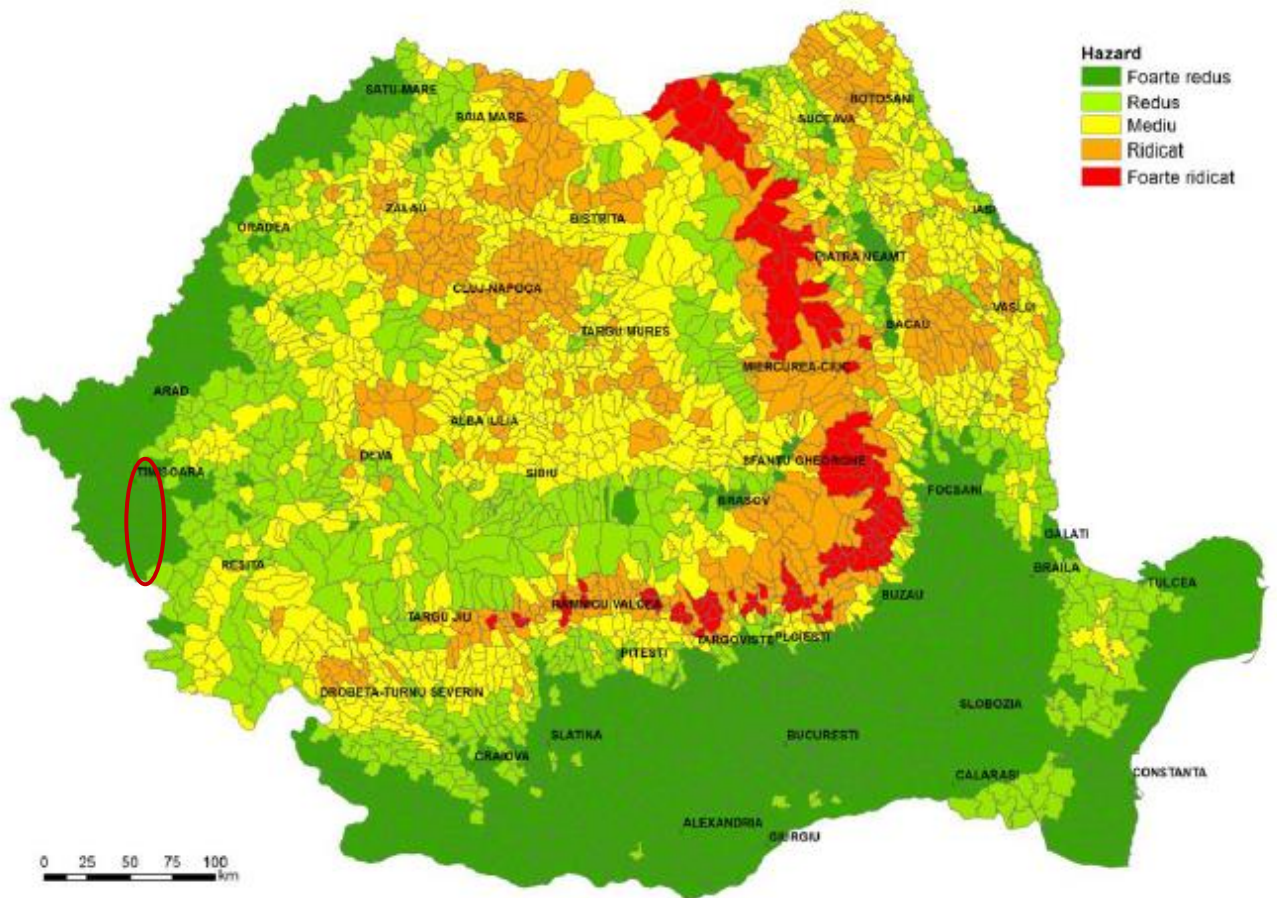 Hazard
Foarte redus
Redus
Mediu
Ridicat
Foarte ridicat
SATU-MARE
BAIA MARE
BOTOSANI
SUCEAVA
ZALAU
BISTRITA
IASI
ORADEA
PIATRA NEAMT
CLUJ-NAPOCA
VASLUI
TARGU MURES
BACAU
MIERCUREA-CIUC
ARAD
ALBA IULIA
DEVA
SFANTU GHEORGHE
TIMISOARA
SIBIU
FOCSANI
BRASOV
GALATI
RESITA
BRAILA
TULCEA
BUZAU
RAMNICU VALCEA
TARGU JIU
TARGOVISTE
PLOIESTI
PITESTI
DROBETA-TURNU SEVERIN
SLOBOZIA
SLATINA
BUCURESTI
CRAIOVA
CALARASI
CONSTANTA
ALEXANDRIA
GIURGIU
0 25 50 75 100
km